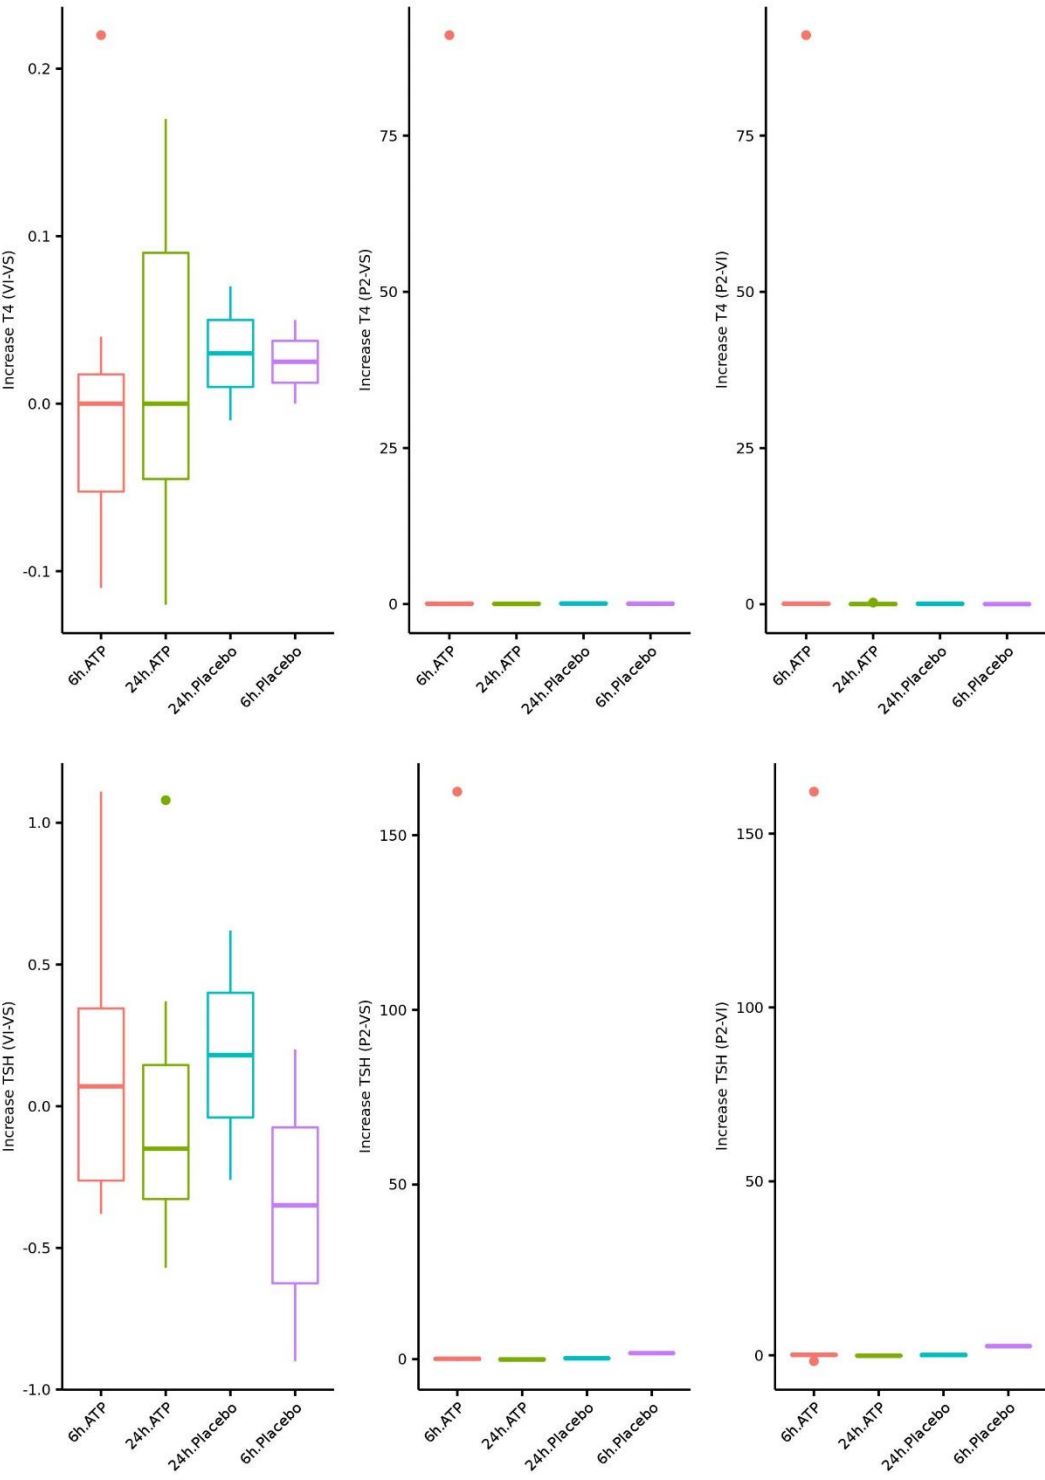 Increase T4 (VI-VS)
0.2
0.1
0.0
-0.1
6h.ATP
24h.ATP
24h.Placebo
6h.Placebo
Increase T4 (P2-VS)
75
50
25
0
6h.ATP
24h.ATP
24h.Placebo
6h.Placebo
Increase T4 (P2-VI)
75
50
25
0
6h.ATP
24h.ATP
24h.Placebo
6h.Placebo
Increase TSH (VI-VS)
1.0
0.5
0.0
-0.5
-1.0
6h.ATP
24h.ATP
24h.Placebo
6h.Placebo
Increase TSH (P2-VS)
150
100
50
0
6h.ATP
24h.ATP
24h.Placebo
6h.Placebo
Increase TSH (P2-VI)
150
100
50
0
6h.ATP
24h.ATP
24h.Placebo
6h.Placebo